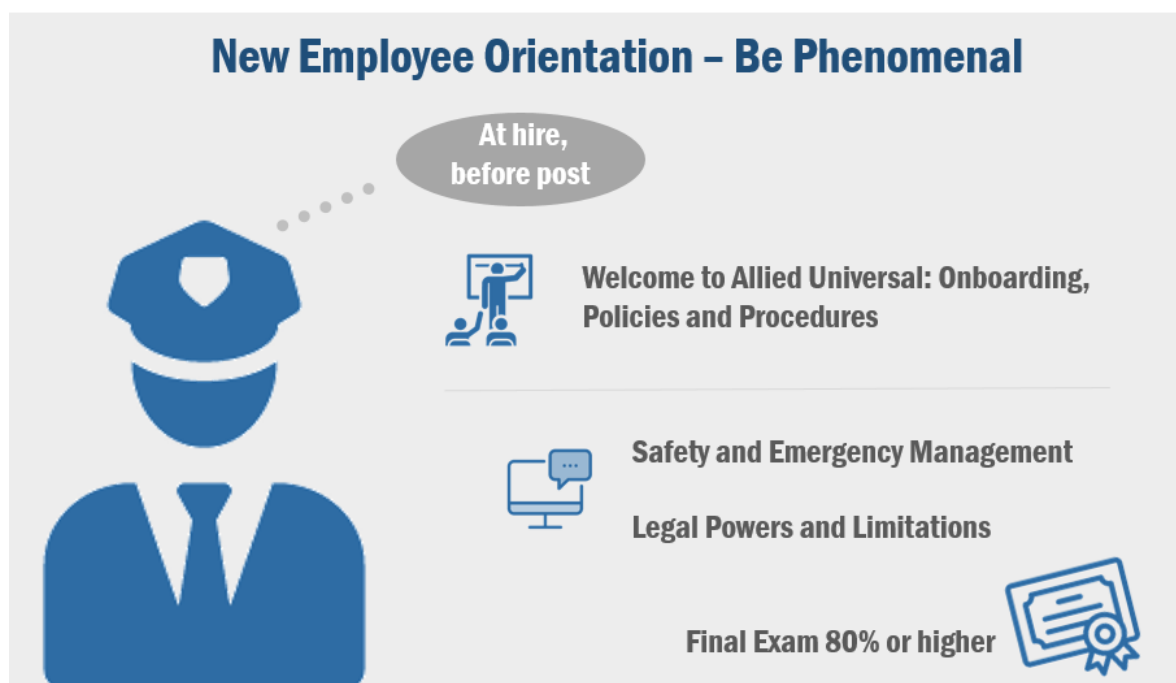 New Employee Orientation – Be Phenomenal
At hire,
before post
Welcome to Allied Universal: Onboarding,
Policies and Procedures
Safety and Emergency Management
Legal Powers and Limitations
Final Exam 80% or higher